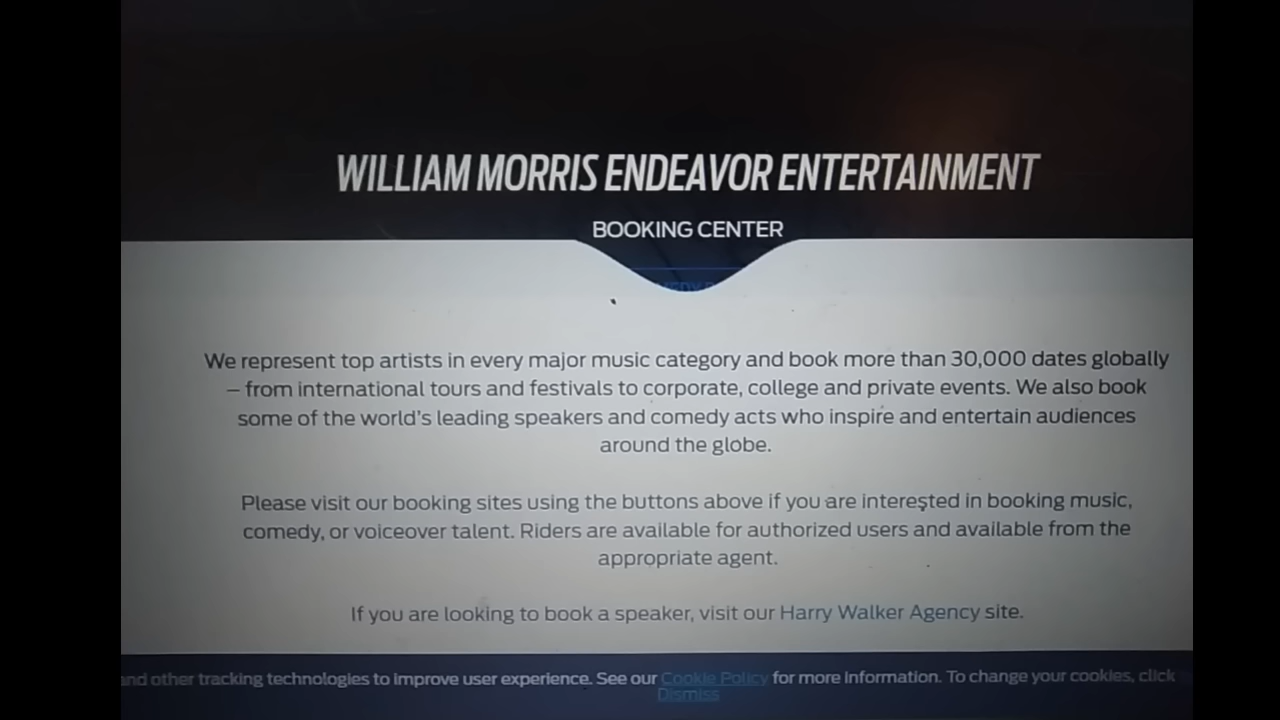 WILLIAM MORRIS ENDEAVOR ENTERTAINMENT
BOOKING CENTER
We represent top artists in every major music category and book more than 30,000 dates globally
– from international tours and festivals to corporate, college and private events. We also book
some of the world's leading speakers and comedy acts who inspire and entertain audiences
around the globe.
Please visit our booking sites using the buttons above if you are interested in booking music,
comedy, or voiceover talent. Riders are available for authorized users and available from the
appropriate agent.
If you are looking to book a speaker, visit our Harry Walker Agency site.
and other tracking technologies to improve user experience. See our Cookie Policy for more information. To change your cookies, click
Dismiss